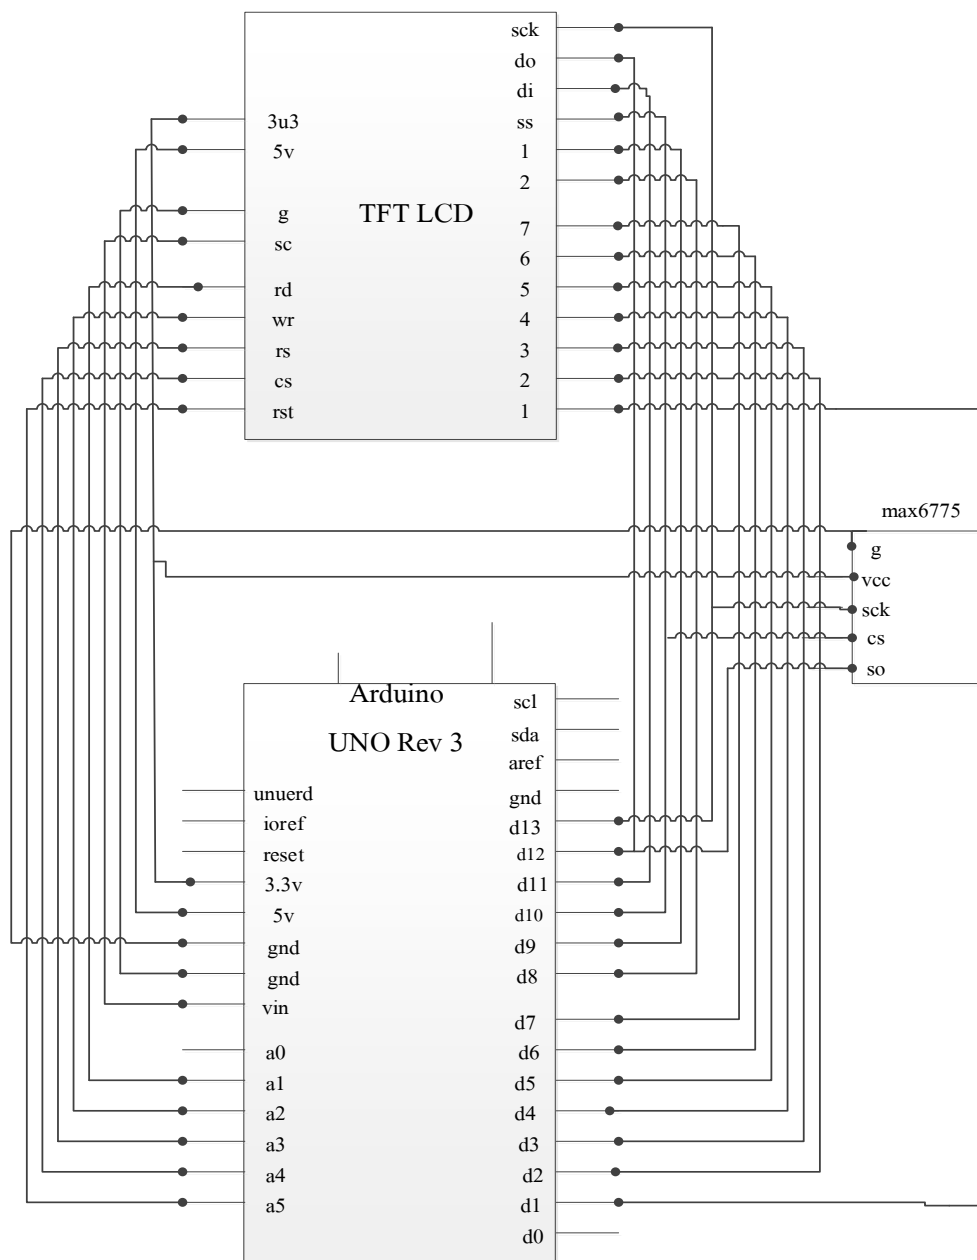 sck
do
di
ss
1
2
7
6
5
4
3
2
1
3u3
5v
g
sc
rd
wr
rs
cs
rst
TFT LCD
max6775
g
vcc
sck
cs
so
Arduino
UNO Rev 3
scl
sda
aref
gnd
d13
d12
d11
d10
d9
d8
d7
d6
d5
d4
d3
d2
d1
d0
unuerd
ioref
reset
3.3v
5v
gnd
gnd
vin
a0
a1
a2
a3
a4
a5